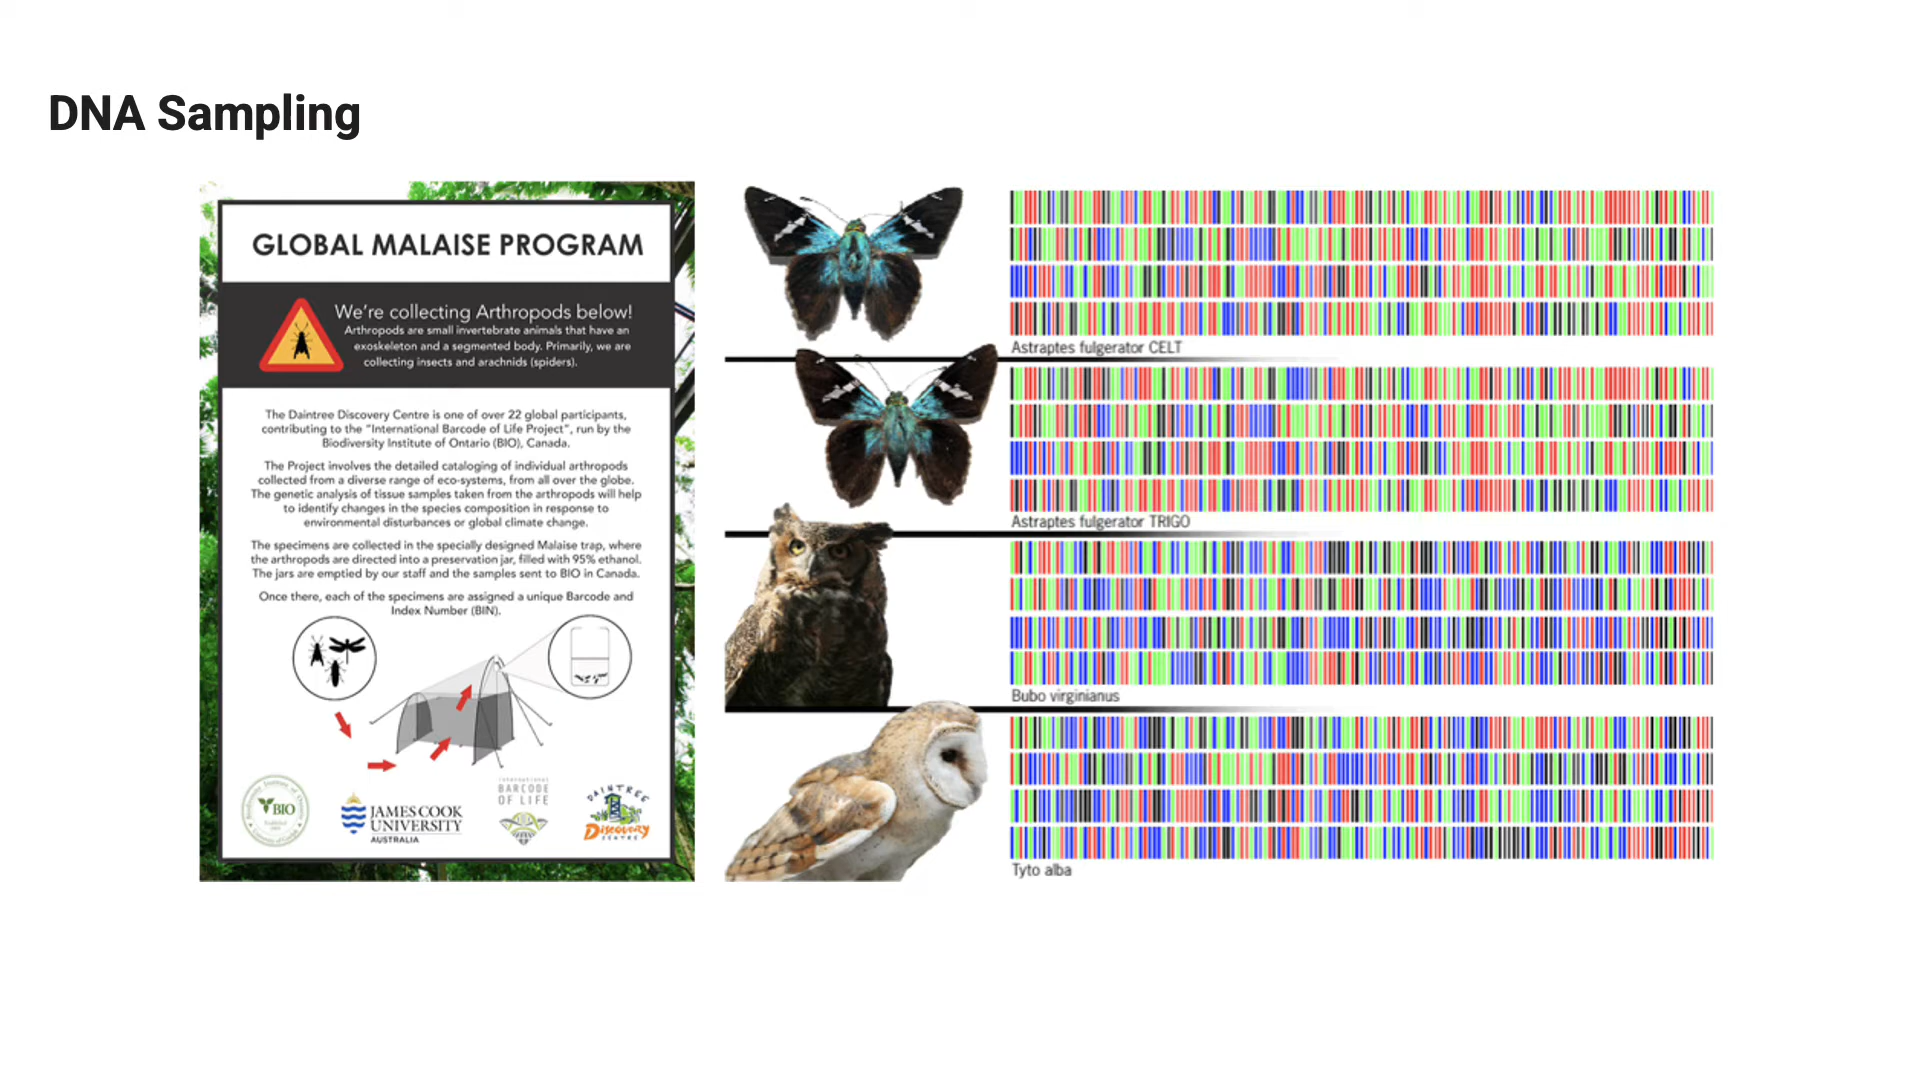 DNA Sampling
GLOBAL MALAISE PROGRAM
We're collecting Arthropods below!
Arthropods are small invertebrate animals that have an
exoskeleton and a segmented body. Primarily, we are
collecting insects and arachnids (spiders).
The Daintree Discovery Centre is one of over 22 global participants,
contributing to the "International Barcode of Life Project", run by the
Biodiversity Institute of Ontario (BIO), Canada.
The Project involves the detailed cataloging of individual arthropods
collected from a diverse range of eco-systems, from all over the globe.
The genetic analysis of tissue samples taken from the arthropods will help
to identify changes in the species composition in response to
environmental disturbances or global climate change.
The specimens are collected in the specially designed Malaise trap, where
the arthropods are directed into a preservation jar, filled with 95% ethanol.
The jars are emptied by our staff and the samples sent to BIO in Canada.
Once there, each of the specimens are assigned a unique Barcode and
Index Number (BIN).
BIO
JAMES COOK
UNIVERSITY
AUSTRALIA
International
BARCODE
OF LIFE
DAINTREE
Discovery
CENTRE
Astraptes fulgerator CELT
Astraptes fulgerator TRIGO
Bubo virginianus
Tyto alba